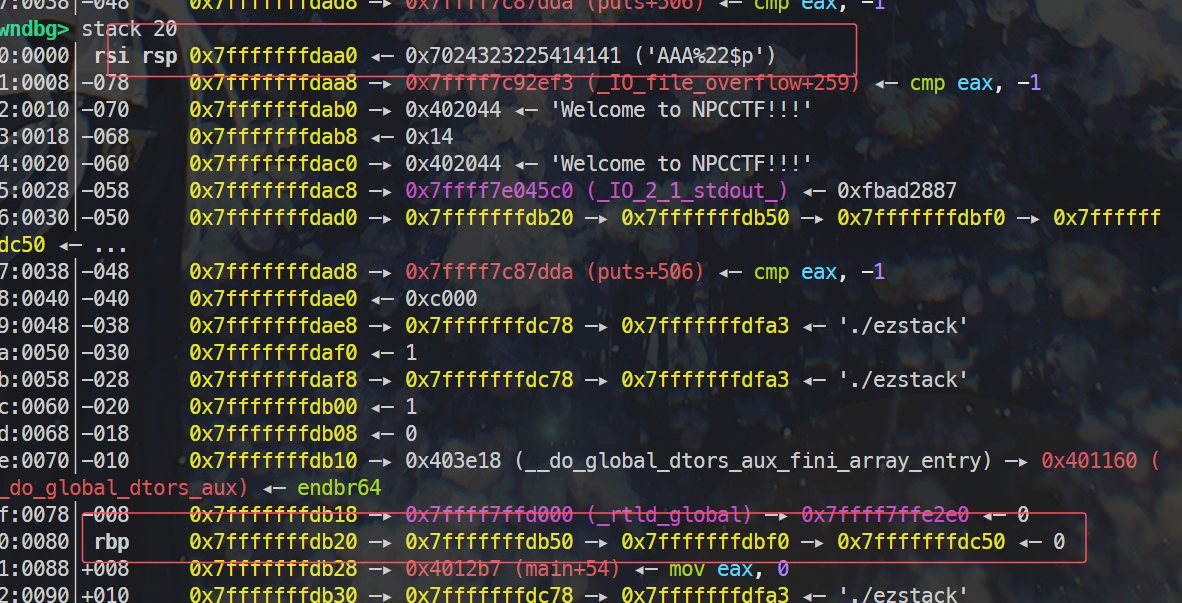 7:0038│-048 0x7fffffffdad8 —▸ 0x7ffff7c87dda (puts+506) ◂— cmp eax, -1
wndbg> stack 20
0:0000│ rsi rsp 0x7fffffffdaa0 ◂— 0x7024323225414141 ('AAA%22$p')
1:0008│-078 0x7fffffffdaa8 —▸ 0x7ffff7c92ef3 (_IO_file_overflow+259) ◂— cmp eax, -1
2:0010│-070 0x7fffffffdab0 —▸ 0x402044 ◂— 'Welcome to NPCCTF!!!'
3:0018│-068 0x7fffffffdab8 ◂— 0x14
4:0020│-060 0x7fffffffdac0 —▸ 0x402044 ◂— 'Welcome to NPCCTF!!!'
5:0028│-058 0x7fffffffdac8 —▸ 0x7ffff7e045c0 (_IO_2_1_stdout_) ◂— 0xfbad2887
6:0030│-050 0x7fffffffdad0 —▸ 0x7fffffffdb20 —▸ 0x7fffffffdb50 —▸ 0x7fffffffdbf0 —▸ 0x7ffffff
dc50 ◂— ...
7:0038│-048 0x7fffffffdad8 —▸ 0x7ffff7c87dda (puts+506) ◂— cmp eax, -1
8:0040│-040 0x7fffffffdae0 ◂— 0xc000
9:0048│-038 0x7fffffffdae8 —▸ 0x7fffffffdc78 —▸ 0x7fffffffdfa3 ◂— './ezstack'
a:0050│-030 0x7fffffffdaf0 ◂— 1
b:0058│-028 0x7fffffffdaf8 —▸ 0x7fffffffdc78 —▸ 0x7fffffffdfa3 ◂— './ezstack'
c:0060│-020 0x7fffffffdb00 ◂— 1
d:0068│-018 0x7fffffffdb08 ◂— 0
e:0070│-010 0x7fffffffdb10 —▸ 0x403e18 (__do_global_dtors_aux_fini_array_entry) —▸ 0x401160 (
_do_global_dtors_aux) ◂— endbr64
f:0078│-008 0x7fffffffdb18 —▸ 0x7ffff7ffd000 (_rtld_global) —▸ 0x7ffff7ffe2e0 ◂— 0
0:0080│ rbp 0x7fffffffdb20 —▸ 0x7fffffffdb50 —▸ 0x7fffffffdbf0 —▸ 0x7fffffffdc50 ◂— 0
1:0088│+008 0x7fffffffdb28 —▸ 0x4012b7 (main+54) ◂— mov eax, 0
2:0090│+010 0x7fffffffdb30 —▸ 0x7fffffffdc78 —▸ 0x7fffffffdfa3 ◂— './ezstack'